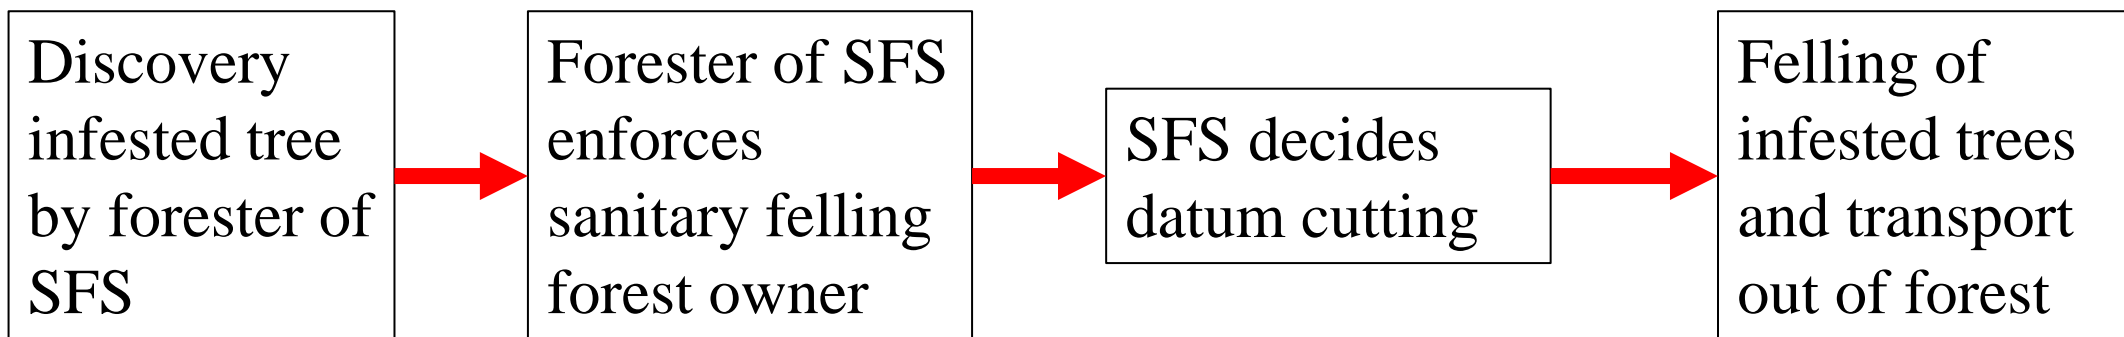 Discovery
infested tree
by forester of
SFS
Forester of SFS
enforces
sanitary felling
forest owner
SFS decides
datum cutting
Felling of
infested trees
and transport
out of forest